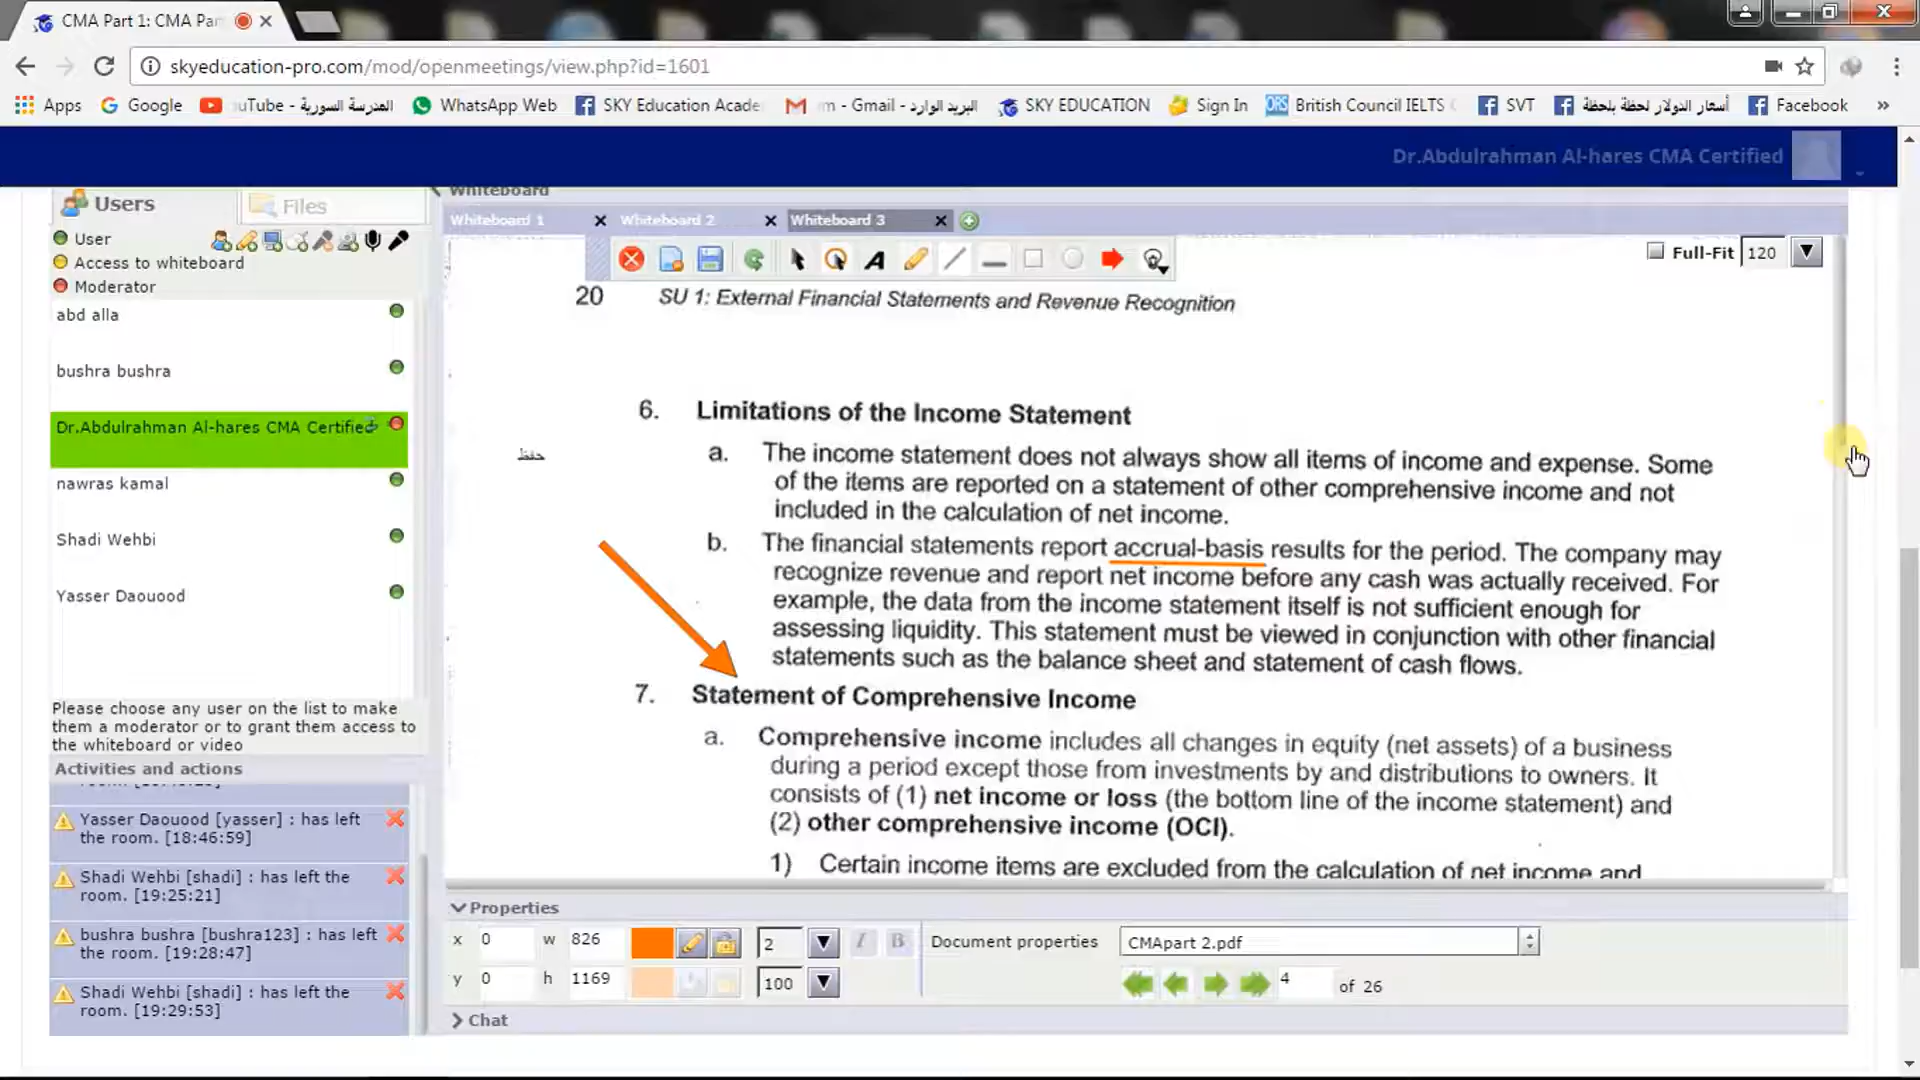 CMA Part 1: CMA Par
skyeducation-pro.com/mod/openmeetings/view.php?id=1601
Apps
Google
uTube - المدرسة السورية
WhatsApp Web
SKY Education Acade
m - Gmail - البريد الوارد
SKY EDUCATION
Sign In
British Council IELTS
SVT
أسعار الدولار لحظة بلحظة
Facebook
»
Dr.Abdulrahman Al-hares CMA Certified
Users
Files
User
Access to whiteboard
Moderator
abd alla
bushra bushra
Dr.Abdulrahman Al-hares CMA Certified
nawras kamal
Shadi Wehbi
Yasser Daouood
Please choose any user on the list to make
them a moderator or to grant them access to
the whiteboard or video
Activities and actions
Yasser Daouood [yasser] : has left
the room. [18:46:59]
Shadi Wehbi [shadi] : has left the
room. [19:25:21]
bushra bushra [bushra123] : has left
the room. [19:28:47]
Shadi Wehbi [shadi] : has left the
room. [19:29:53]
Whiteboard
Whiteboard 1
Whiteboard 2
Whiteboard 3
Full-Fit 120
20 SU 1: External Financial Statements and Revenue Recognition
6. Limitations of the Income Statement
حفظ
a. The income statement does not always show all items of income and expense. Some
of the items are reported on a statement of other comprehensive income and not
included in the calculation of net income.
b. The financial statements report accrual-basis results for the period. The company may
recognize revenue and report net income before any cash was actually received. For
example, the data from the income statement itself is not sufficient enough for
assessing liquidity. This statement must be viewed in conjunction with other financial
statements such as the balance sheet and statement of cash flows.
7. Statement of Comprehensive Income
a. Comprehensive income includes all changes in equity (net assets) of a business
during a period except those from investments by and distributions to owners. It
consists of (1) net income or loss (the bottom line of the income statement) and
(2) other comprehensive income (OCI).
1) Certain income items are excluded from the calculation of net income and
Properties
x 0 w 826 2 I B Document properties CMApart 2.pdf
y 0 h 1169 100 4 of 26
Chat